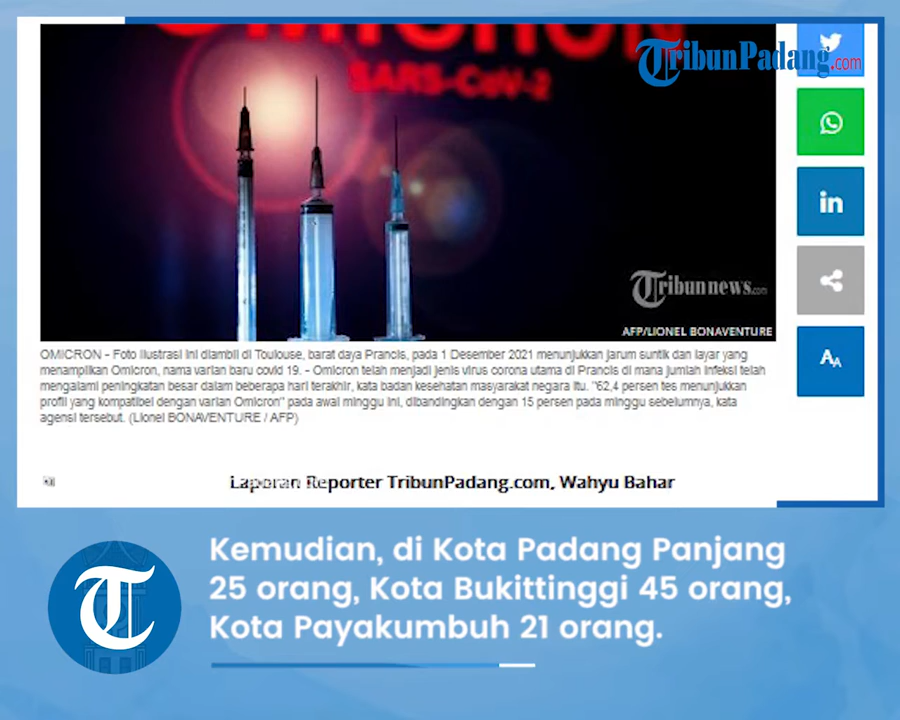 OMICRON
SARS-CoV-2
TribunPadang.com
Tribunnews.com
AFP/LIONEL BONAVENTURE
OMICRON - Foto ilustrasi ini diambil di Toulouse, barat daya Prancis, pada 1 Desember 2021 menunjukkan jarum suntik dan layar yang
menampilkan Omicron, nama varian baru covid 19. - Omicron telah menjadi jenis virus corona utama di Prancis di mana jumlah infeksi telah
mengalami peningkatan besar dalam beberapa hari terakhir, kata badan kesehatan masyarakat negara itu. "62,4 persen tes menunjukkan
profil yang kompatibel dengan varian Omicron" pada awal minggu ini, dibandingkan dengan 15 persen pada minggu sebelumnya, kata
agensi tersebut. (Lionel BONAVENTURE / AFP)
Laporan Reporter TribunPadang.com, Wahyu Bahar
in
AA
T
Kemudian, di Kota Padang Panjang
25 orang, Kota Bukittinggi 45 orang,
Kota Payakumbuh 21 orang.